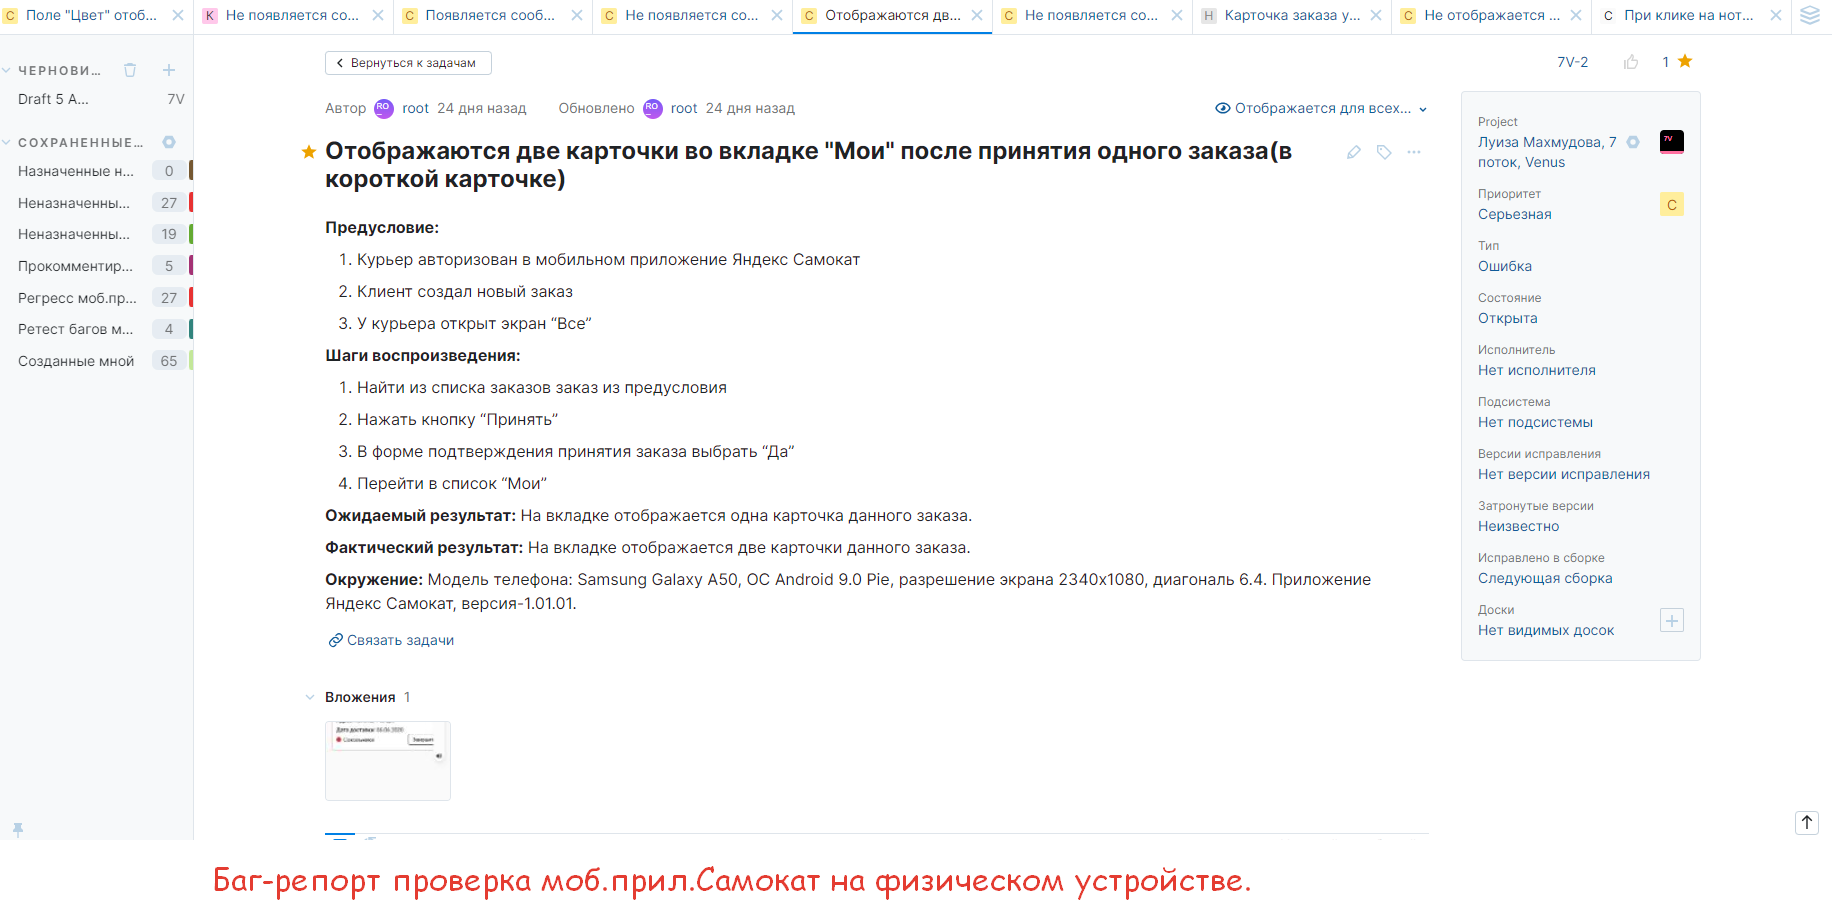 С Поле "Цвет" отоб...
К Не появляется со...
С Появляется сооб...
С Не появляется со...
С Отображаются дв...
С Не появляется со...
Н Карточка заказа у...
С Не отображается ...
С При клике на нот...
ЧЕРНОВИ...
Draft 5 A... 7V
СОХРАНЕННЫЕ...
Назначенные н... 0
Неназначенны... 27
Неназначенны... 19
Прокомментир... 5
Регресс моб.пр... 27
Ретест багов м... 4
Созданные мной 65
Вернуться к задачам
7V-2 1
Автор RO root 24 дня назад Обновлено RO root 24 дня назад
Отображается для всех...
Отображаются две карточки во вкладке "Мои" после принятия одного заказа(в
короткой карточке)
Предусловие:
1. Курьер авторизован в мобильном приложение Яндекс Самокат
2. Клиент создал новый заказ
3. У курьера открыт экран “Все”
Шаги воспроизведения:
1. Найти из списка заказов заказ из предусловия
2. Нажать кнопку “Принять”
3. В форме подтверждения принятия заказа выбрать “Да”
4. Перейти в список “Мои”
Ожидаемый результат: На вкладке отображается одна карточка данного заказа.
Фактический результат: На вкладке отображается две карточки данного заказа.
Окружение: Модель телефона: Samsung Galaxy A50, ОС Android 9.0 Pie, разрешение экрана 2340x1080, диагональ 6.4. Приложение
Яндекс Самокат, версия-1.01.01.
Связать задачи
Вложения 1
Дата доставки: 06.06.2020
Сокольники
Project
Луиза Махмудова, 7
поток, Venus
7V
Приоритет
Серьезная
С
Тип
Ошибка
Состояние
Открыта
Исполнитель
Нет исполнителя
Подсистема
Нет подсистемы
Версии исправления
Нет версии исправления
Затронутые версии
Неизвестно
Исправлено в сборке
Следующая сборка
Доски
Нет видимых досок
Баг-репорт проверка моб.прил.Самокат на физическом устройстве.